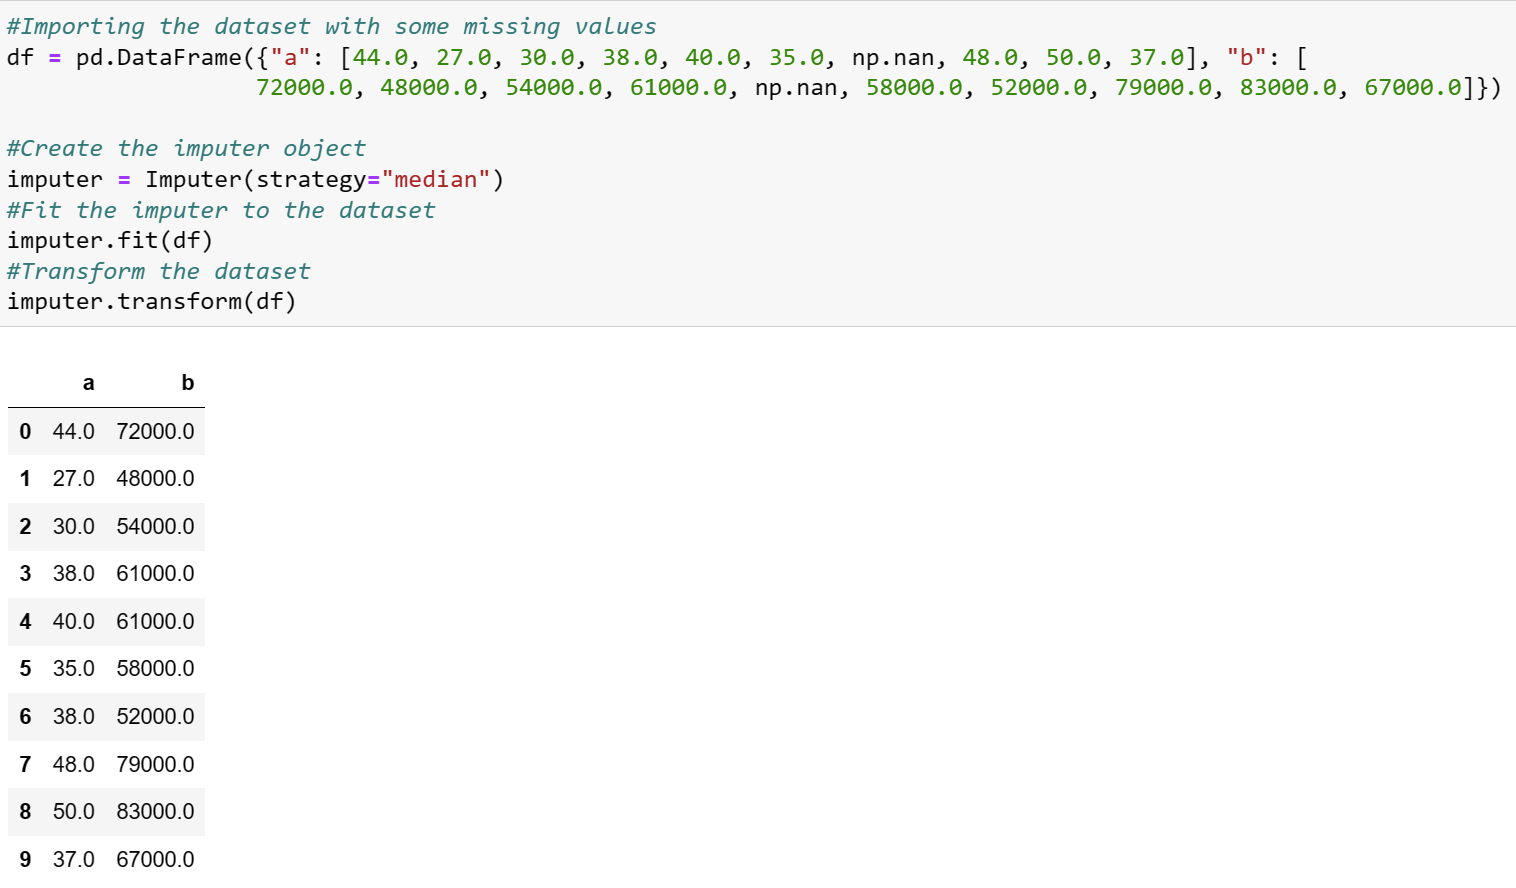 #Importing the dataset with some missing values
df = pd.DataFrame({"a": [44.0, 27.0, 30.0, 38.0, 40.0, 35.0, np.nan, 48.0, 50.0, 37.0], "b": [
72000.0, 48000.0, 54000.0, 61000.0, np.nan, 58000.0, 52000.0, 79000.0, 83000.0, 67000.0]})
#Create the imputer object
imputer = Imputer(strategy="median")
#Fit the imputer to the dataset
imputer.fit(df)
#Transform the dataset
imputer.transform(df)
a b
0 44.0 72000.0
1 27.0 48000.0
2 30.0 54000.0
3 38.0 61000.0
4 40.0 61000.0
5 35.0 58000.0
6 38.0 52000.0
7 48.0 79000.0
8 50.0 83000.0
9 37.0 67000.0